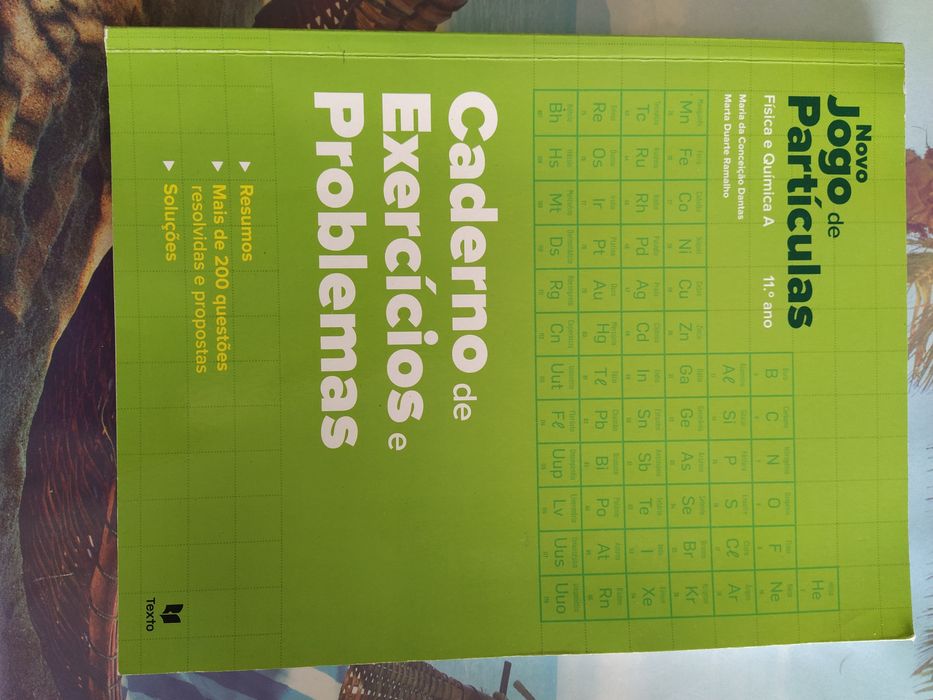 Novo
Jogo de
Partículas
Física e Química A 11.º ano
Maria da Conceição Dantas
Marta Duarte Ramalho
He
B C N O F Ne
Aℓ Si P S Cℓ Ar
Mn Fe Co Ni Cu Zn Ga Ge As Se Br Kr
Tc Ru Rh Pd Ag Cd In Sn Sb Te I Xe
Re Os Ir Pt Au Hg Tℓ Pb Bi Po At Rn
Bh Hs Mt Ds Rg Cn Uut Fℓ Uup Lv Uus Uuo
Caderno de
Exercícios e
Problemas
Resumos
Mais de 200 questões
resolvidas e propostas
Soluções
Texto